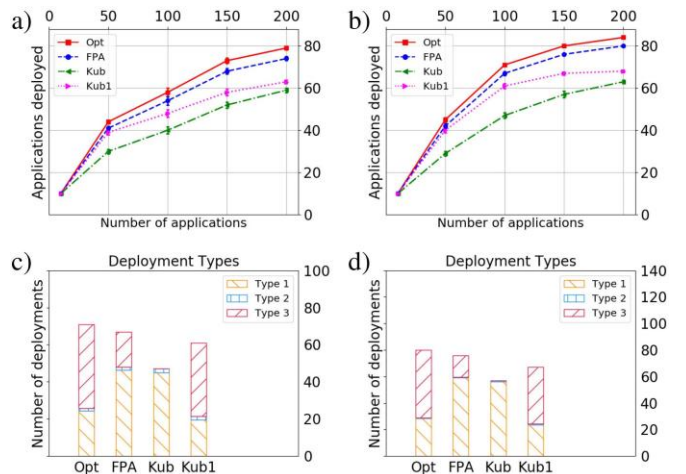 a)
0 50 100 150 200
Opt
FPA
Kub
Kub1
Applications deployed
80
60
40
20
0
Number of applications
b)
0 50 100 150 200
Opt
FPA
Kub
Kub1
Applications deployed
80
60
40
20
0
Number of applications
c)
Deployment Types
Type 1
Type 2
Type 3
Number of deployments
100
80
60
40
20
0
Opt FPA Kub Kub1
d)
Deployment Types
Type 1
Type 2
Type 3
Number of deployments
140
120
100
80
60
40
20
0
Opt FPA Kub Kub1